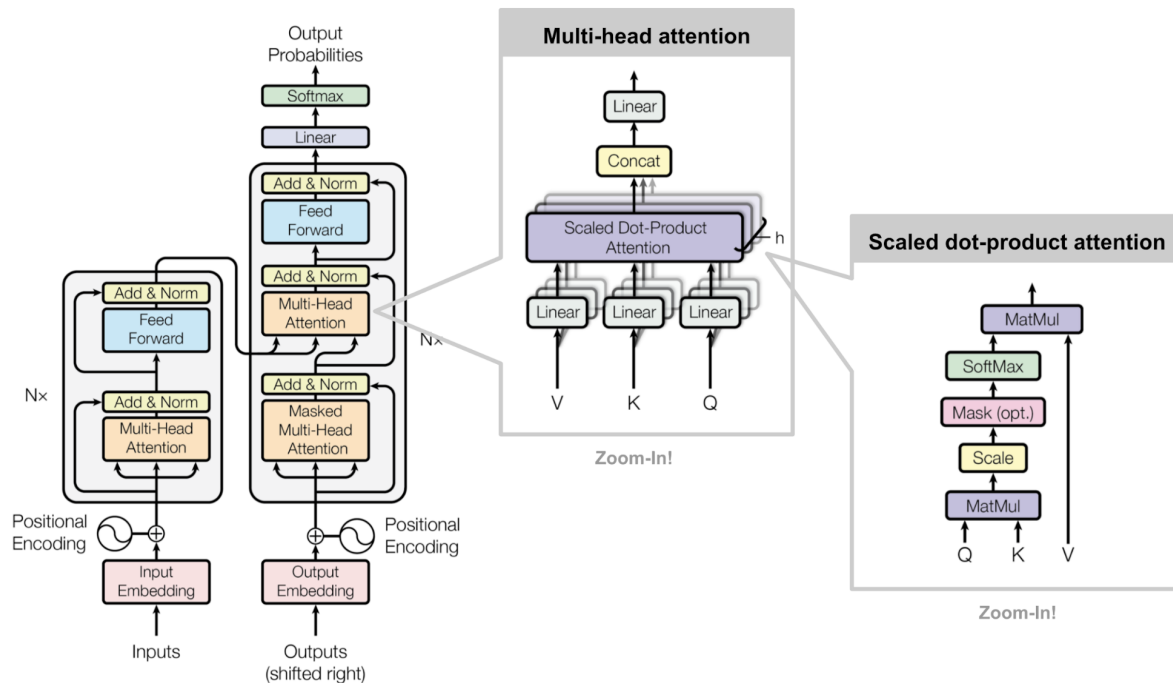 Output
Probabilities
Softmax
Linear
Add & Norm
Feed
Forward
Add & Norm
Multi-Head
Attention
Nx
Add & Norm
Masked
Multi-Head
Attention
Positional
Encoding
Output
Embedding
Outputs
(shifted right)
Add & Norm
Feed
Forward
Nx
Add & Norm
Multi-Head
Attention
Positional
Encoding
Input
Embedding
Inputs
Multi-head attention
Linear
Concat
Scaled Dot-Product
Attention
h
Linear Linear Linear
V K Q
Zoom-In!
Scaled dot-product attention
MatMul
SoftMax
Mask (opt.)
Scale
MatMul
Q K V
Zoom-In!